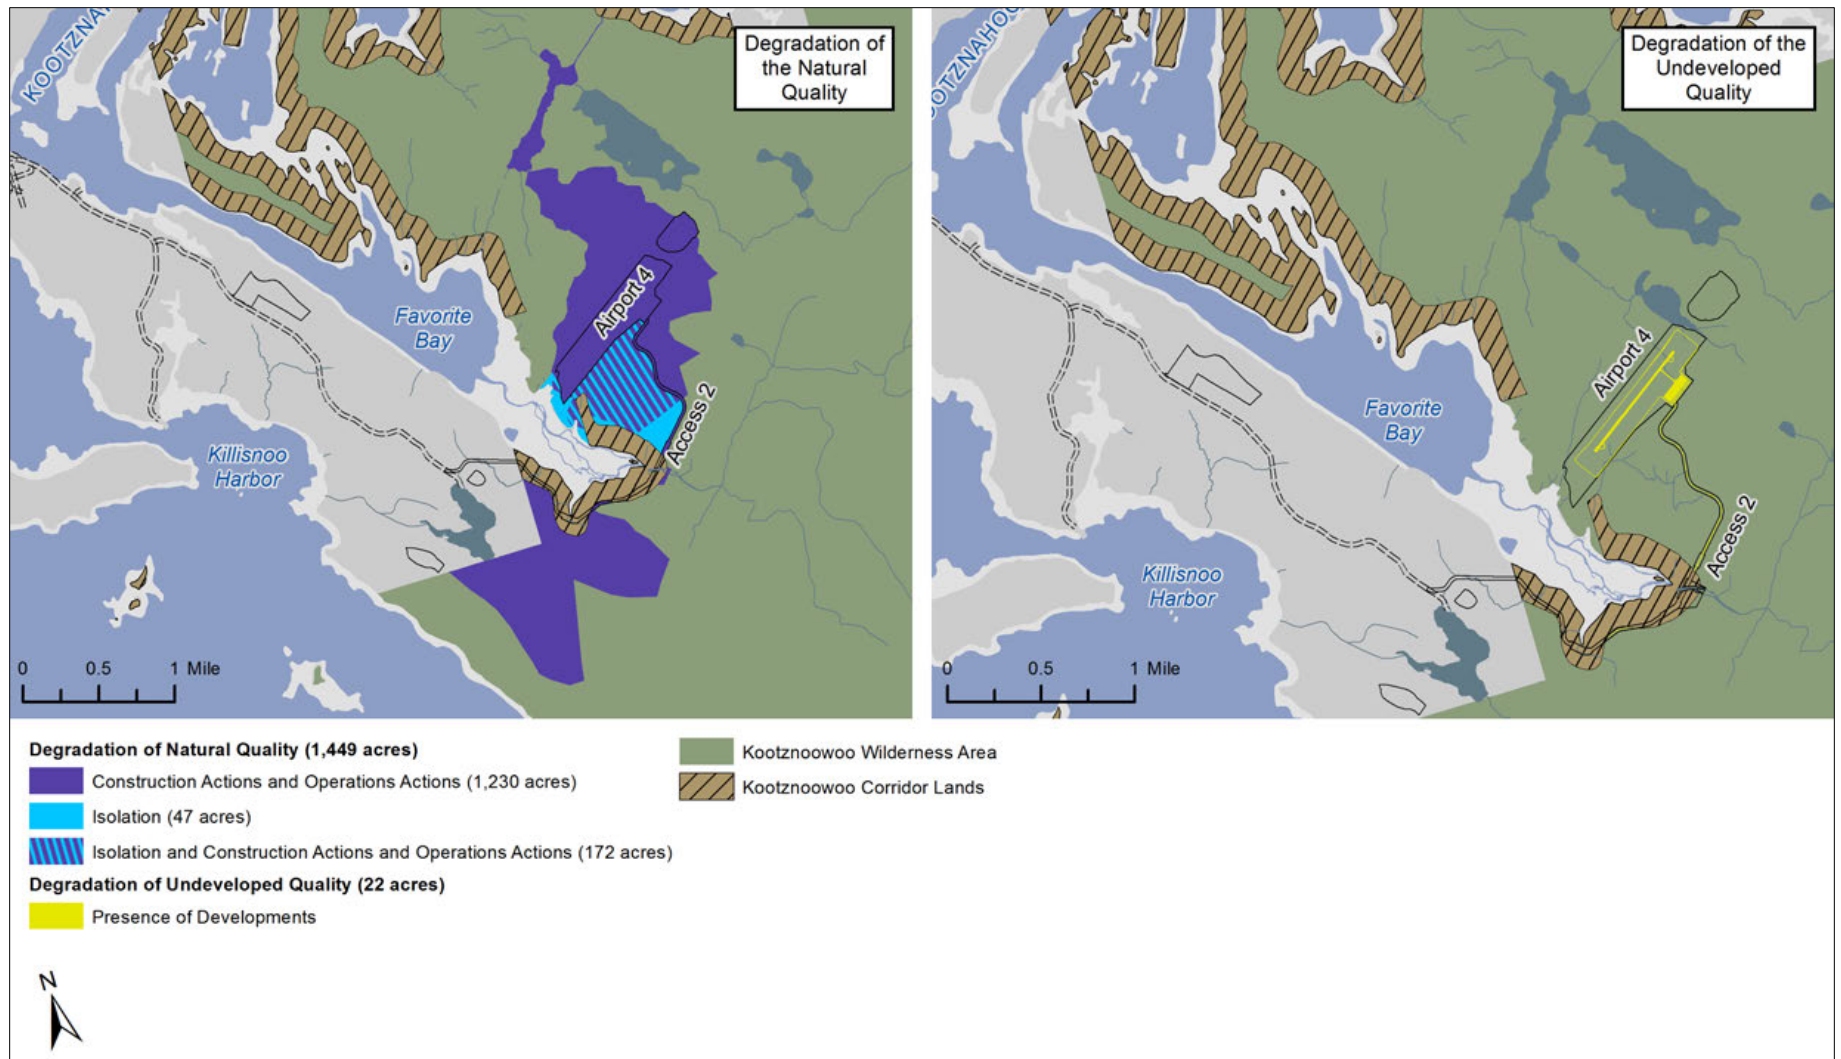 KOOTZNAH
Degradation of
the Natural
Quality
Airport 4
Favorite
Bay
Access 2
Killisnoo
Harbor
0 0.5 1 Mile
OOTZNAHOO
Degradation of the
Undeveloped
Quality
Airport 4
Favorite
Bay
Access 2
Killisnoo
Harbor
0 0.5 1 Mile
Degradation of Natural Quality (1,449 acres)
Construction Actions and Operations Actions (1,230 acres)
Isolation (47 acres)
Isolation and Construction Actions and Operations Actions (172 acres)
Degradation of Undeveloped Quality (22 acres)
Presence of Developments
Kootznoowoo Wilderness Area
Kootznoowoo Corridor Lands
N